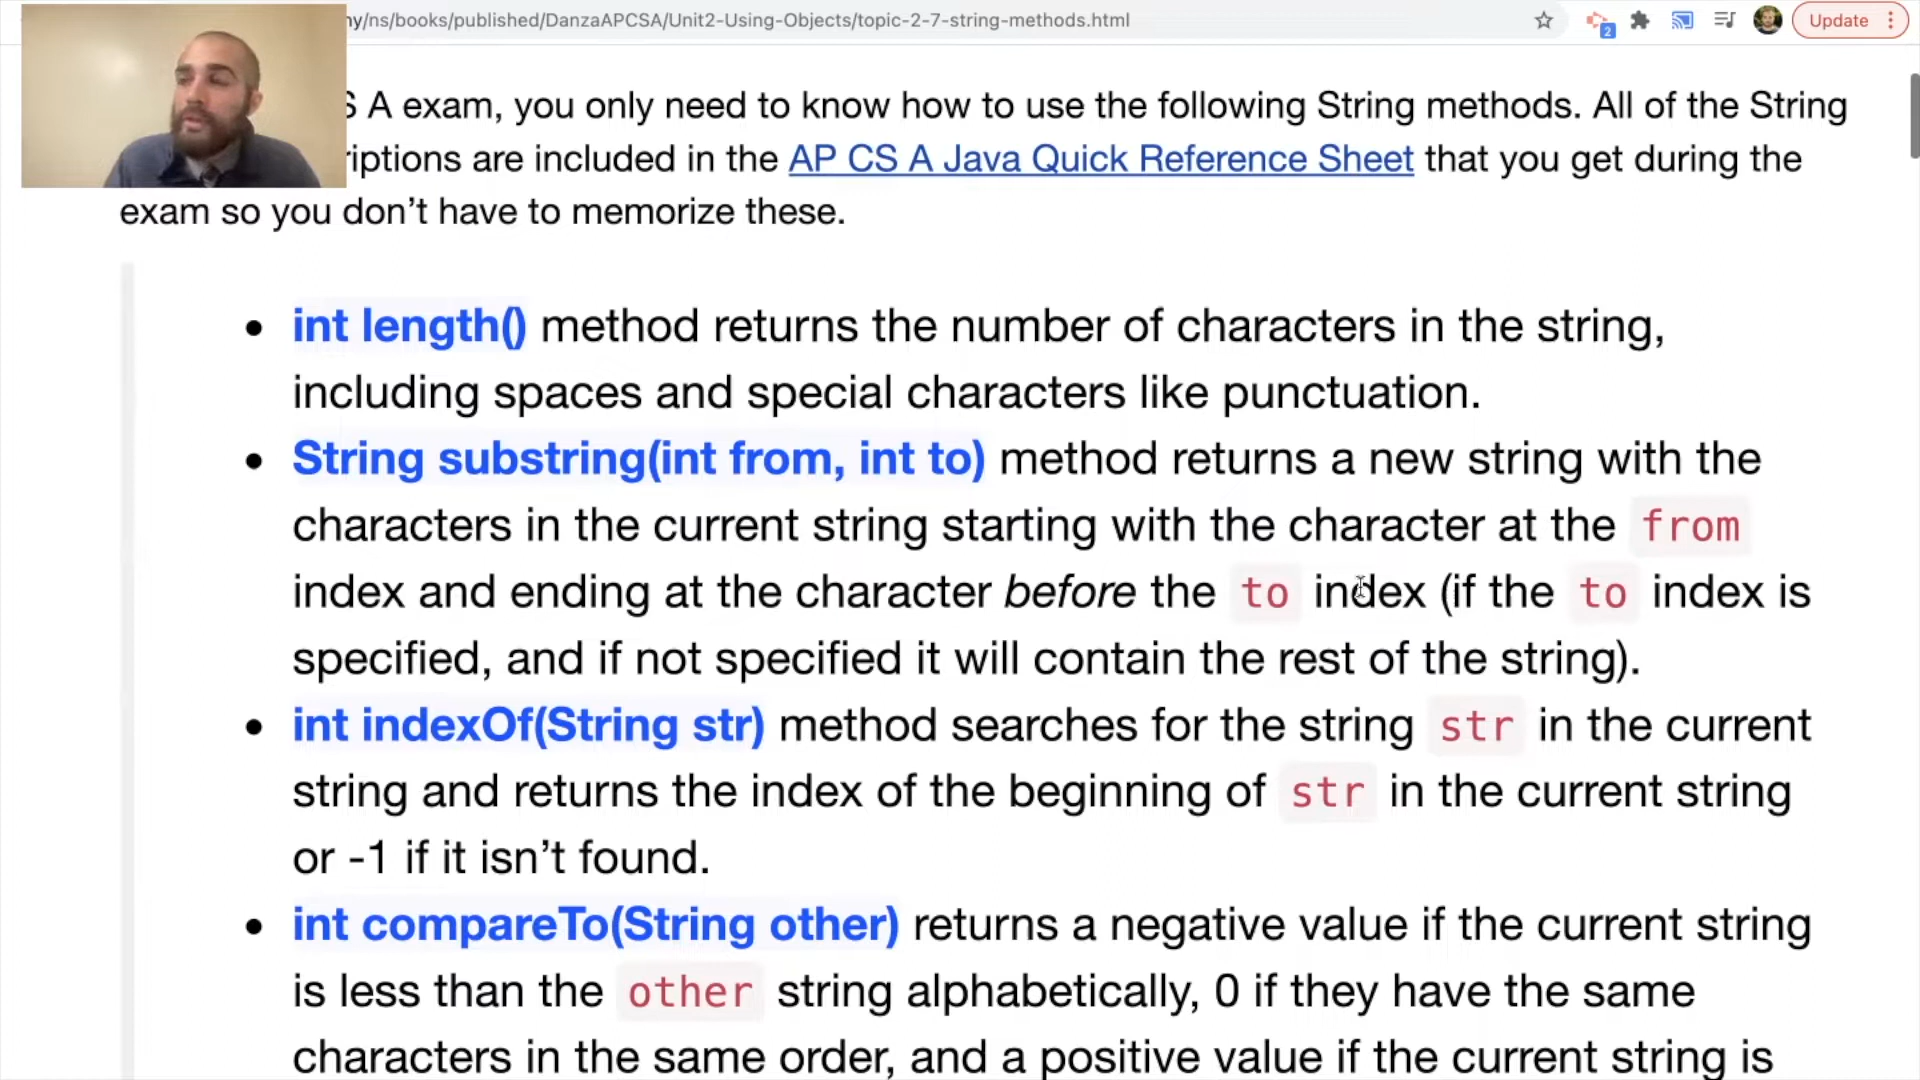 ny/ns/books/published/DanzaAPCSA/Unit2-Using-Objects/topic-2-7-string-methods.html
2
Update
S A exam, you only need to know how to use the following String methods. All of the String
riptions are included in the AP CS A Java Quick Reference Sheet that you get during the
exam so you don’t have to memorize these.
• int length() method returns the number of characters in the string,
including spaces and special characters like punctuation.
• String substring(int from, int to) method returns a new string with the
characters in the current string starting with the character at the from
index and ending at the character before the to index (if the to index is
specified, and if not specified it will contain the rest of the string).
• int indexOf(String str) method searches for the string str in the current
string and returns the index of the beginning of str in the current string
or -1 if it isn’t found.
• int compareTo(String other) returns a negative value if the current string
is less than the other string alphabetically, 0 if they have the same
characters in the same order, and a positive value if the current string is